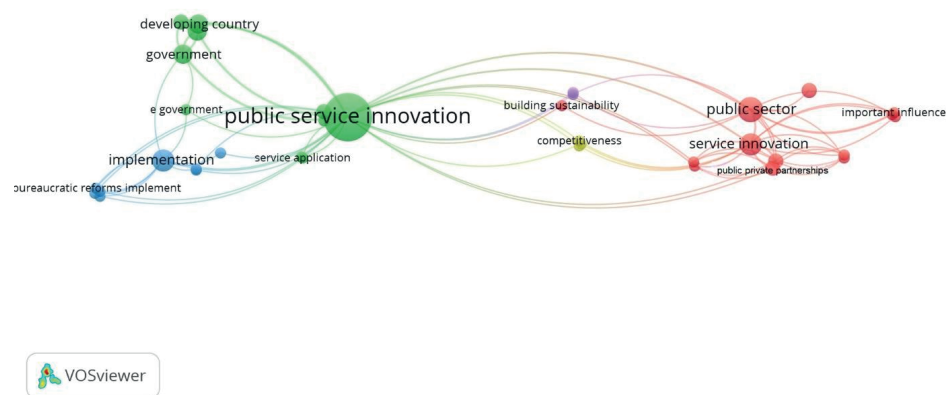 developing country
government
e government
public service innovation
building sustainability
public sector
important influence
competitiveness
service innovation
implementation
service application
public private partnerships
bureaucratic reforms implement
VOSviewer